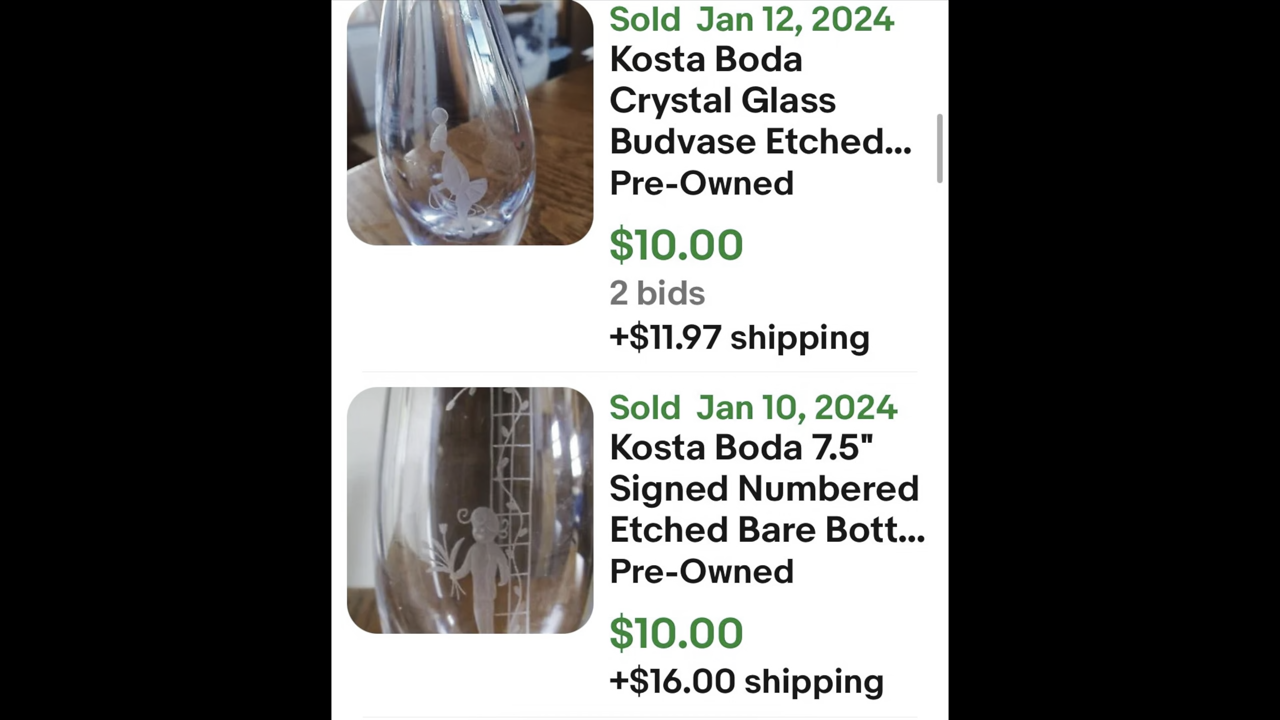 Sold Jan 12, 2024
Kosta Boda
Crystal Glass
Budvase Etched...
Pre-Owned
$10.00
2 bids
+$11.97 shipping
Sold Jan 10, 2024
Kosta Boda 7.5"
Signed Numbered
Etched Bare Bott...
Pre-Owned
$10.00
+$16.00 shipping